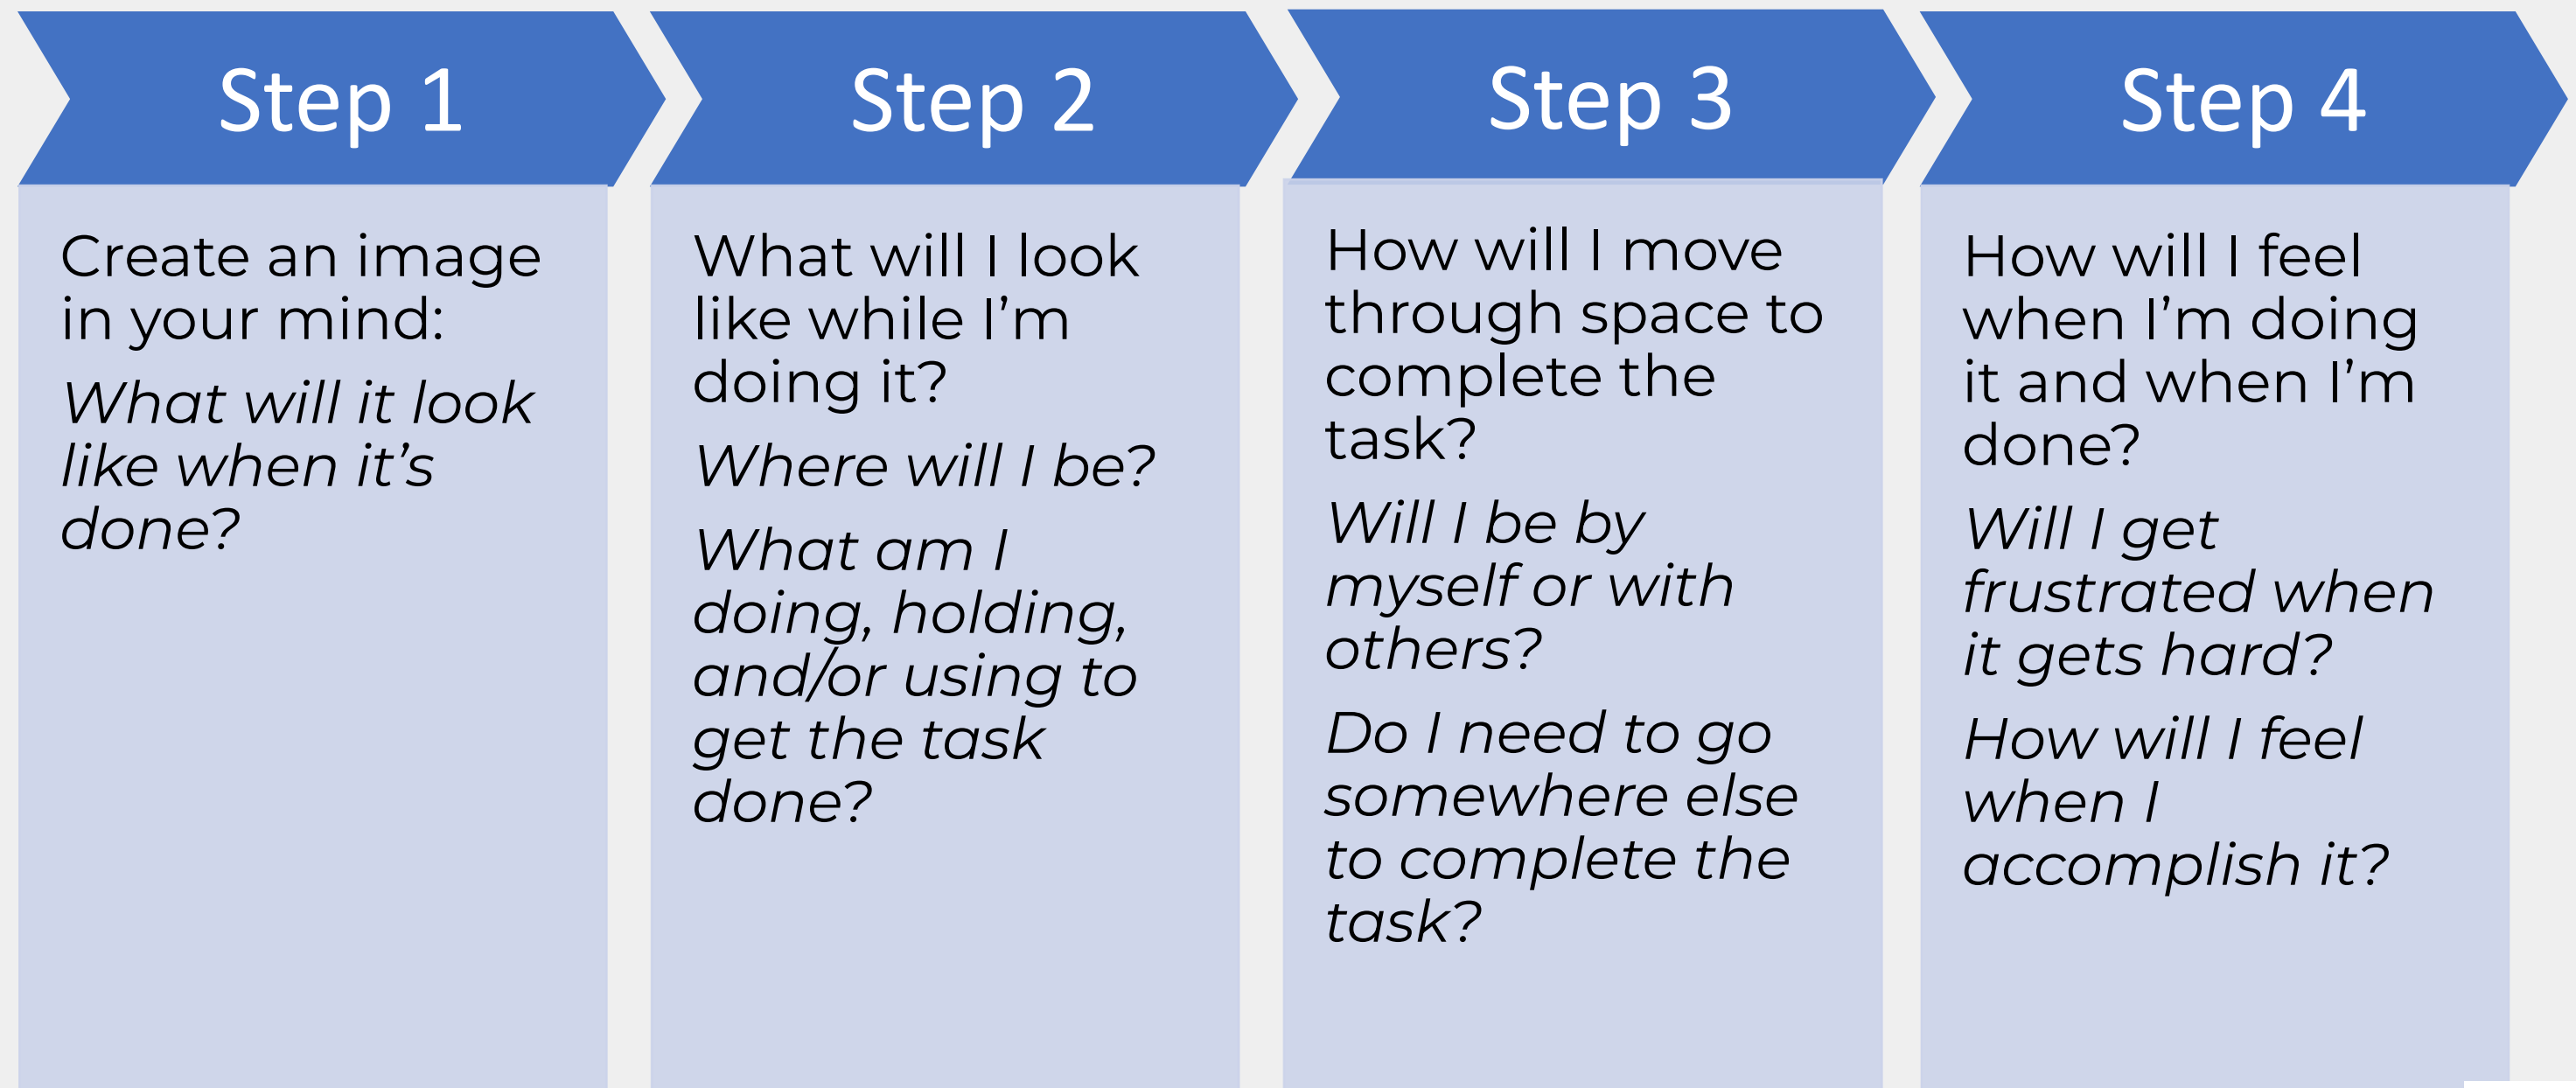 Step 1
Create an image
in your mind:
What will it look
like when it’s
done?
Step 2
What will I look
like while I’m
doing it?
Where will I be?
What am I
doing, holding,
and/or using to
get the task
done?
Step 3
How will I move
through space to
complete the
task?
Will I be by
myself or with
others?
Do I need to go
somewhere else
to complete the
task?
Step 4
How will I feel
when I’m doing
it and when I’m
done?
Will I get
frustrated when
it gets hard?
How will I feel
when I
accomplish it?